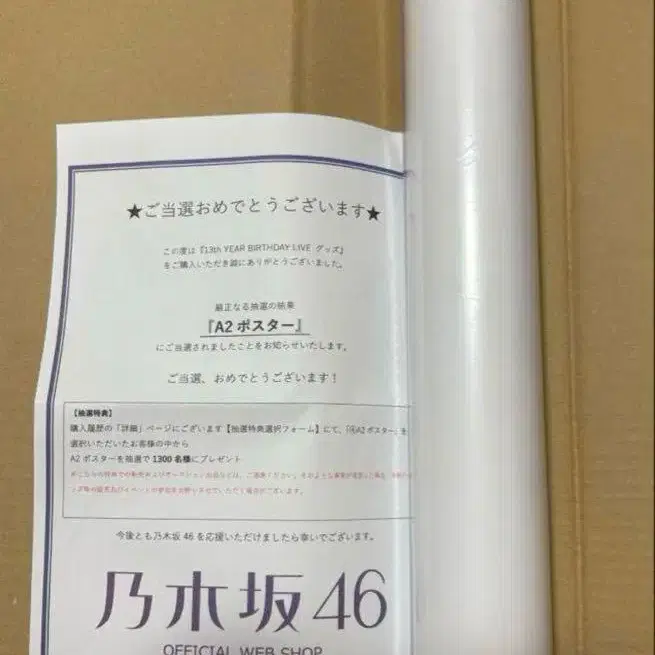 ★ご当選おめでとうございます★
この度は『13th YEAR BIRTHDAY LIVE グッズ』
をご購入いただき誠にありがとうございました。
厳正なる抽選の結果
『A2 ポスター』
にご当選されましたことをお知らせいたします。
ご当選、おめでとうございます！
【抽選特典】
購入履歴の「詳細」ページにございます【抽選特典選択フォーム】にて、「④A2ポスター」を
選択いただいたお客様の中から
A2 ポスターを抽選で 1300 名様にプレゼント
今後とも乃木坂 46 を応援いただけましたら幸いでございます。
乃木坂46
OFFICIAL WEB SHOP